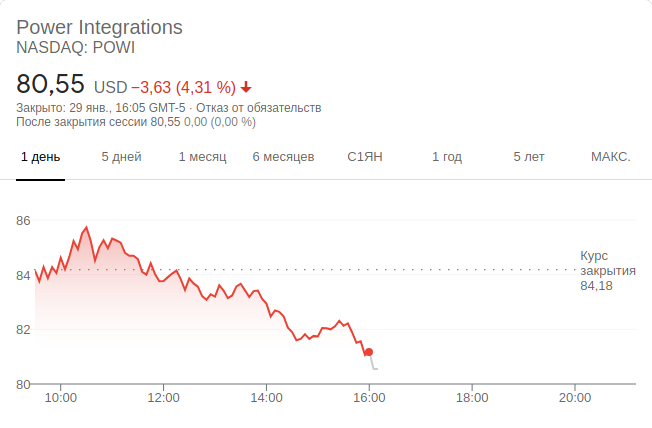 Power Integrations
NASDAQ: POWI
80,55 USD −3,63 (4,31 %)
Закрыто: 29 янв., 16:05 GMT-5 · Отказ от обязательств
После закрытия сессии 80,55 0,00 (0,00 %)
1 день 5 дней 1 месяц 6 месяцев С1ЯН 1 год 5 лет МАКС.
86
84
82
80
Курс
закрытия
84,18
10:00 12:00 14:00 16:00 18:00 20:00